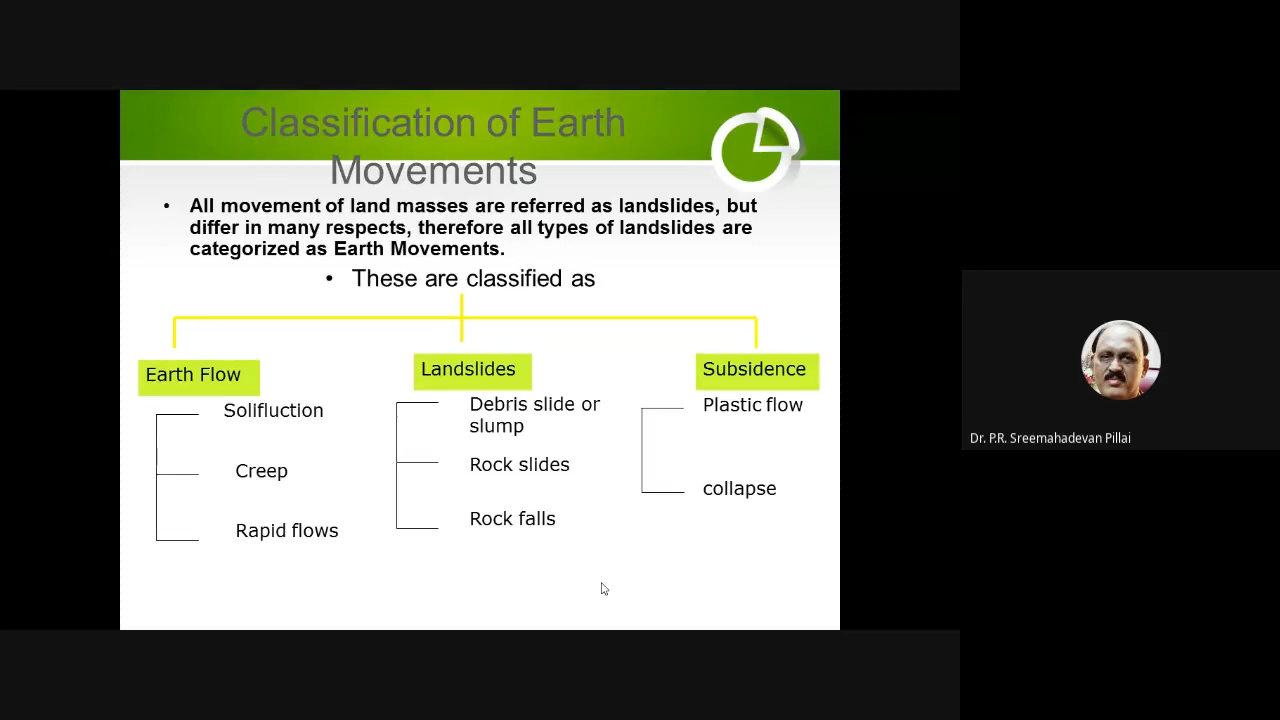 Classification of Earth
Movements
• All movement of land masses are referred as landslides, but
differ in many respects, therefore all types of landslides are
categorized as Earth Movements.
• These are classified as
Earth Flow
Solifluction
Creep
Rapid flows
Landslides
Debris slide or
slump
Rock slides
Rock falls
Subsidence
Plastic flow
collapse
Dr. P.R. Sreemahadevan Pillai